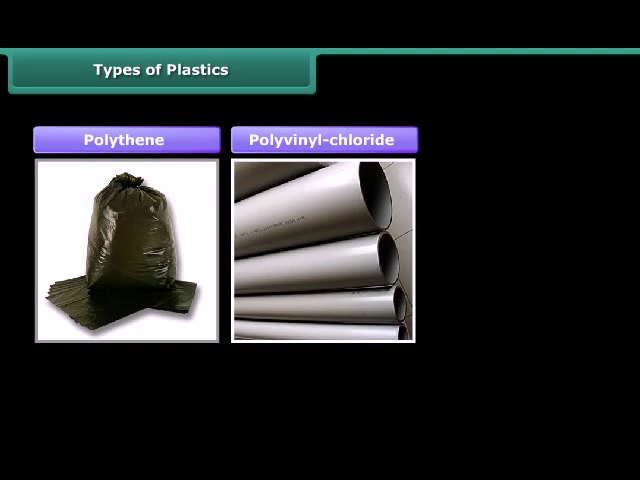 Types of Plastics
Polythene
Polyvinyl-chloride